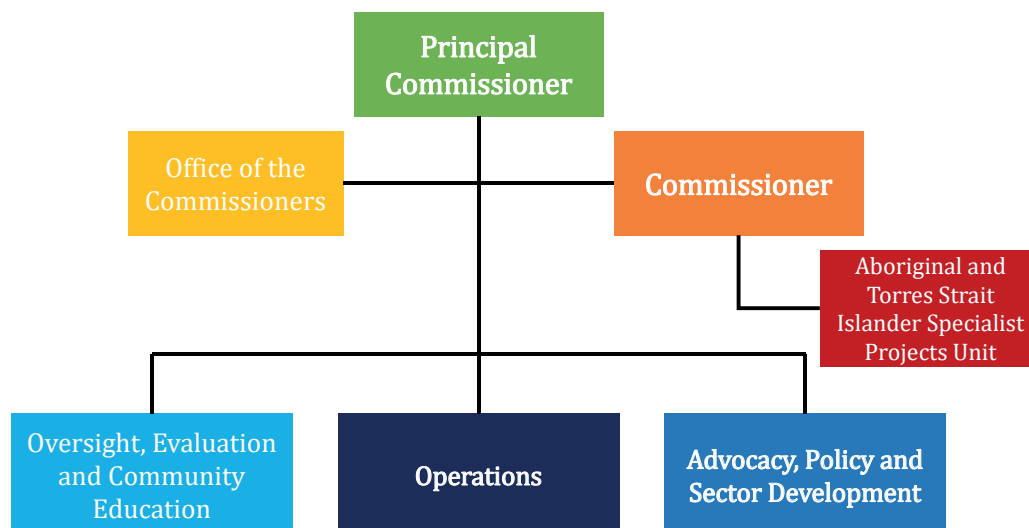 Principal
Commissioner
Office of the
Commissioners
Commissioner
Aboriginal and
Torres Strait
Islander Specialist
Projects Unit
Oversight, Evaluation
and Community
Education
Operations
Advocacy, Policy and
Sector Development